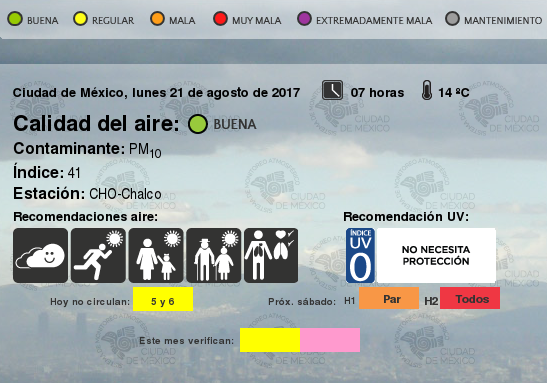 BUENA REGULAR MALA MUY MALA EXTREMADAMENTE MALA MANTENIMIENTO
Ciudad de México, lunes 21 de agosto de 2017 07 horas 14 ºC
Calidad del aire: BUENA
Contaminante: PM10
Índice: 41
Estación: CHO-Chalco
Recomendaciones aire: Recomendación UV:
ÍNDICE UV 0 NO NECESITA PROTECCIÓN
Hoy no circulan: 5 y 6 Próx. sábado: H1 Par H2 Todos
Este mes verifican:
CIUDAD DE MÉXICO